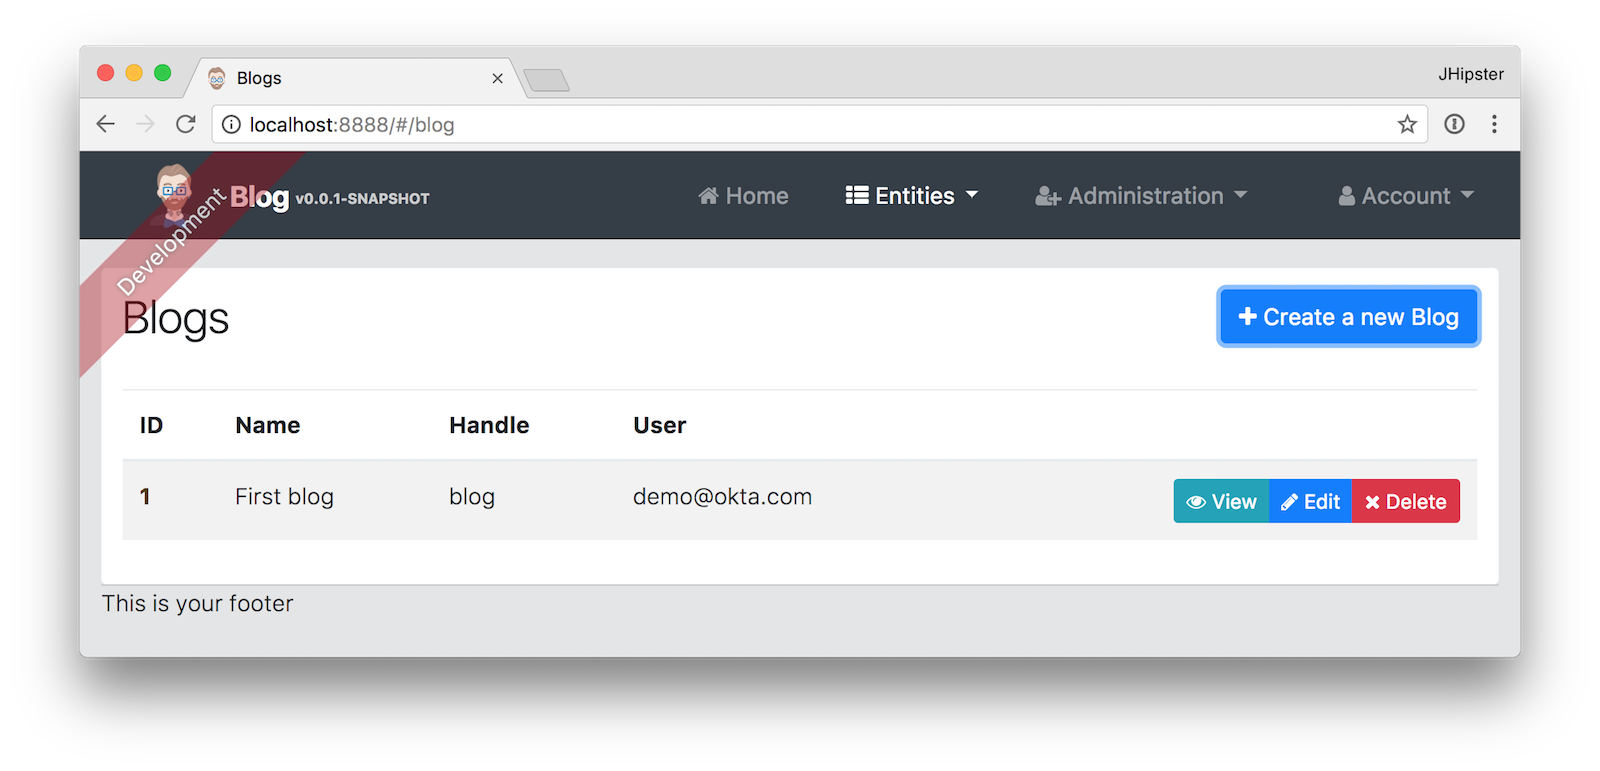 Blogs
JHipster
localhost:8888/#/blog
Development
Blog v0.0.1-SNAPSHOT
Home Entities Administration Account
Blogs
Create a new Blog
ID Name Handle User
1 First blog blog demo@okta.com View Edit Delete
This is your footer